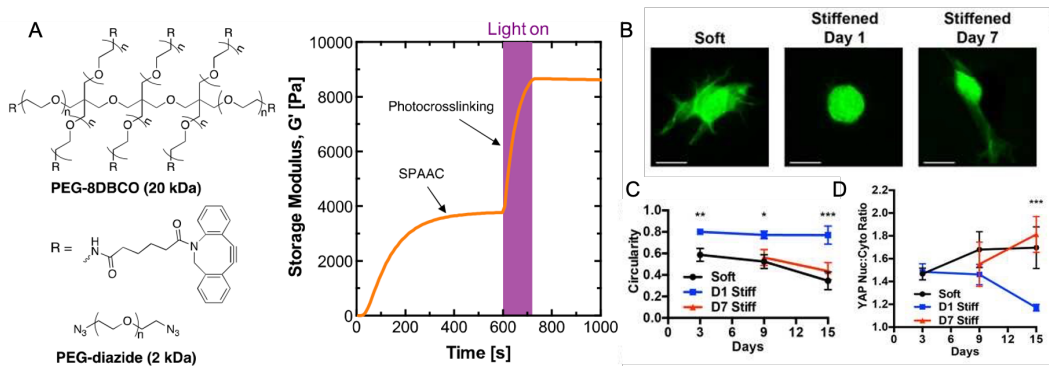 A
R
R
R
R
R
R
R
R
n
n
n
n
n
n
n
n
O
O
O
O
O
O
O
O
O
O
PEG-8DBCO (20 kDa)
R =
N
H
O
O
N
N₃
O
n
N₃
PEG-diazide (2 kDa)
Light on
Storage Modulus, G' [Pa]
10000
8000
6000
4000
2000
0
Photocrosslinking
SPAAC
0 200 400 600 800 1000
Time [s]
B
Soft
Stiffened
Day 1
Stiffened
Day 7
C
** * ***
Circularity
1.0
0.8
0.6
0.4
0.2
0.0
Soft
D1 Stiff
D7 Stiff
0 3 6 9 12 15
Days
D
***
YAP Nuc:Cyto Ratio
2.2
2.0
1.8
1.6
1.4
1.2
1.0
Soft
D1 Stiff
D7 Stiff
0 3 6 9 12 15
Days